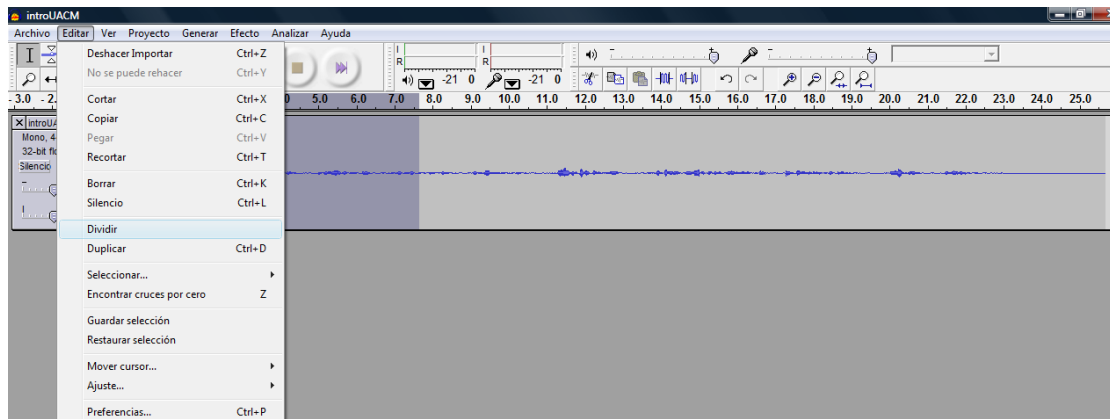 introUACM
Archivo Editar Ver Proyecto Generar Efecto Analizar Ayuda
L
R
L
R
-21 0
-21 0
- 3.0 - 2. 5.0 6.0 7.0 8.0 9.0 10.0 11.0 12.0 13.0 14.0 15.0 16.0 17.0 18.0 19.0 20.0 21.0 22.0 23.0 24.0 25.0
X introUA
Mono, 4
32-bit flo
Silencio
Deshacer Importar Ctrl+Z
No se puede rehacer Ctrl+Y
Cortar Ctrl+X
Copiar Ctrl+C
Pegar Ctrl+V
Recortar Ctrl+T
Borrar Ctrl+K
Silencio Ctrl+L
Dividir
Duplicar Ctrl+D
Seleccionar...
Encontrar cruces por cero Z
Guardar selección
Restaurar selección
Mover cursor...
Ajuste...
Preferencias... Ctrl+P